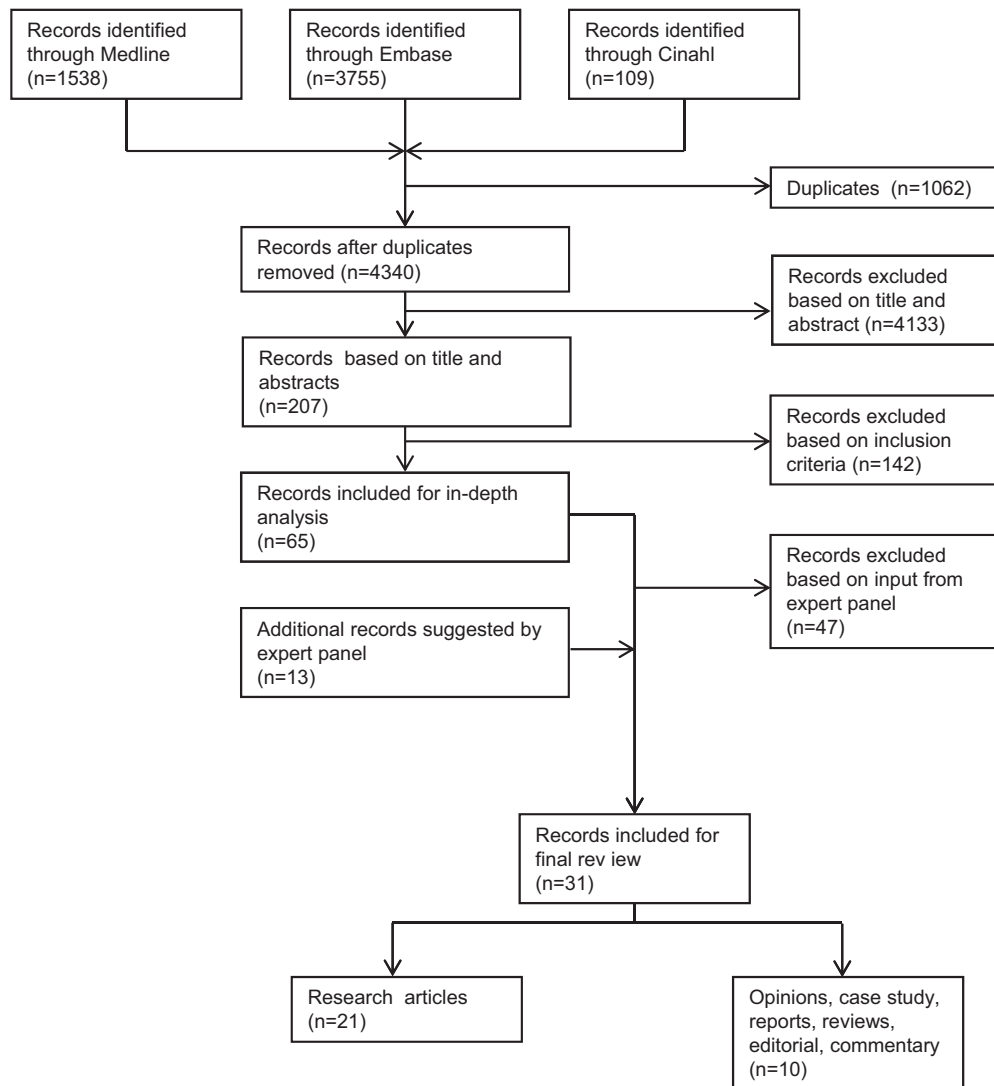 Records identified
through Medline
(n=1538)
Records identified
through Embase
(n=3755)
Records identified
through Cinahl
(n=109)
Duplicates (n=1062)
Records after duplicates
removed (n=4340)
Records excluded
based on title and
abstract (n=4133)
Records based on title and
abstracts
(n=207)
Records excluded
based on inclusion
criteria (n=142)
Records included for in-depth
analysis
(n=65)
Records excluded
based on input from
expert panel
(n=47)
Additional records suggested by
expert panel
(n=13)
Records included for
final rev iew
(n=31)
Research articles
(n=21)
Opinions, case study,
reports, reviews,
editorial, commentary
(n=10)